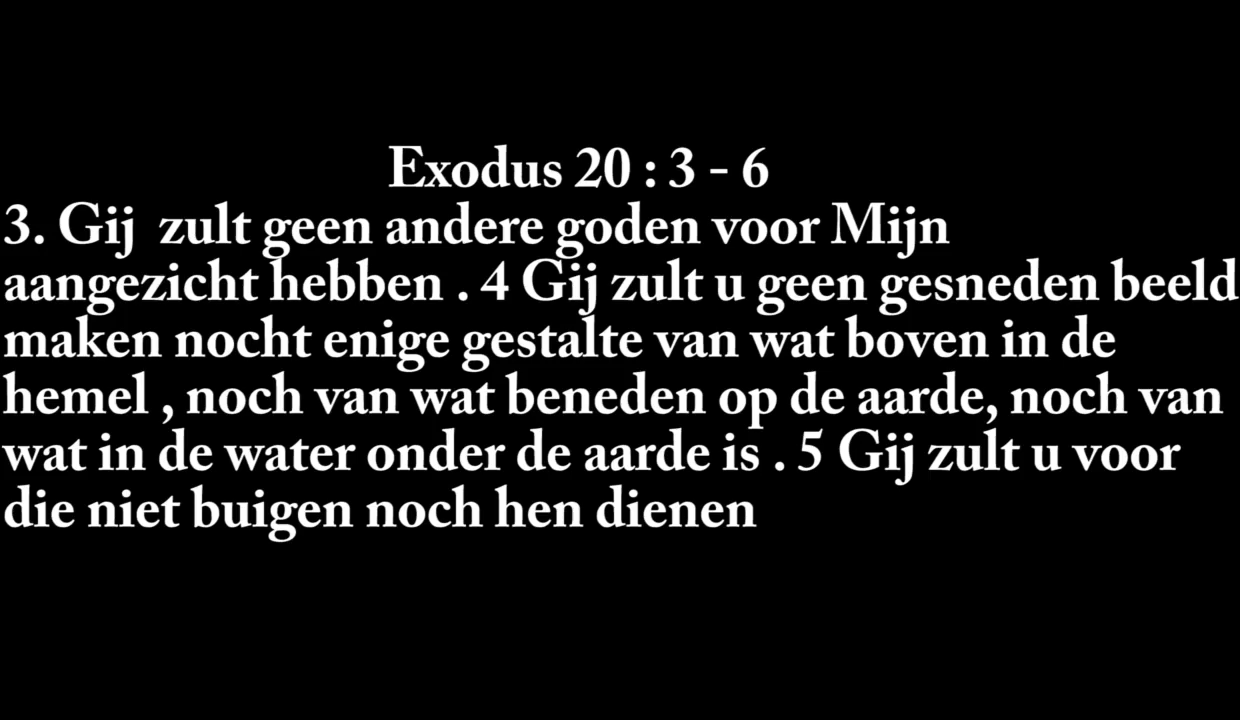 Exodus 20 : 3 - 6
3. Gij  zult geen andere goden voor Mijn
aangezicht hebben . 4 Gij zult u geen gesneden beeld
maken nocht enige gestalte van wat boven in de
hemel , noch van wat beneden op de aarde, noch van
wat in de water onder de aarde is . 5 Gij zult u voor
die niet buigen noch hen dienen